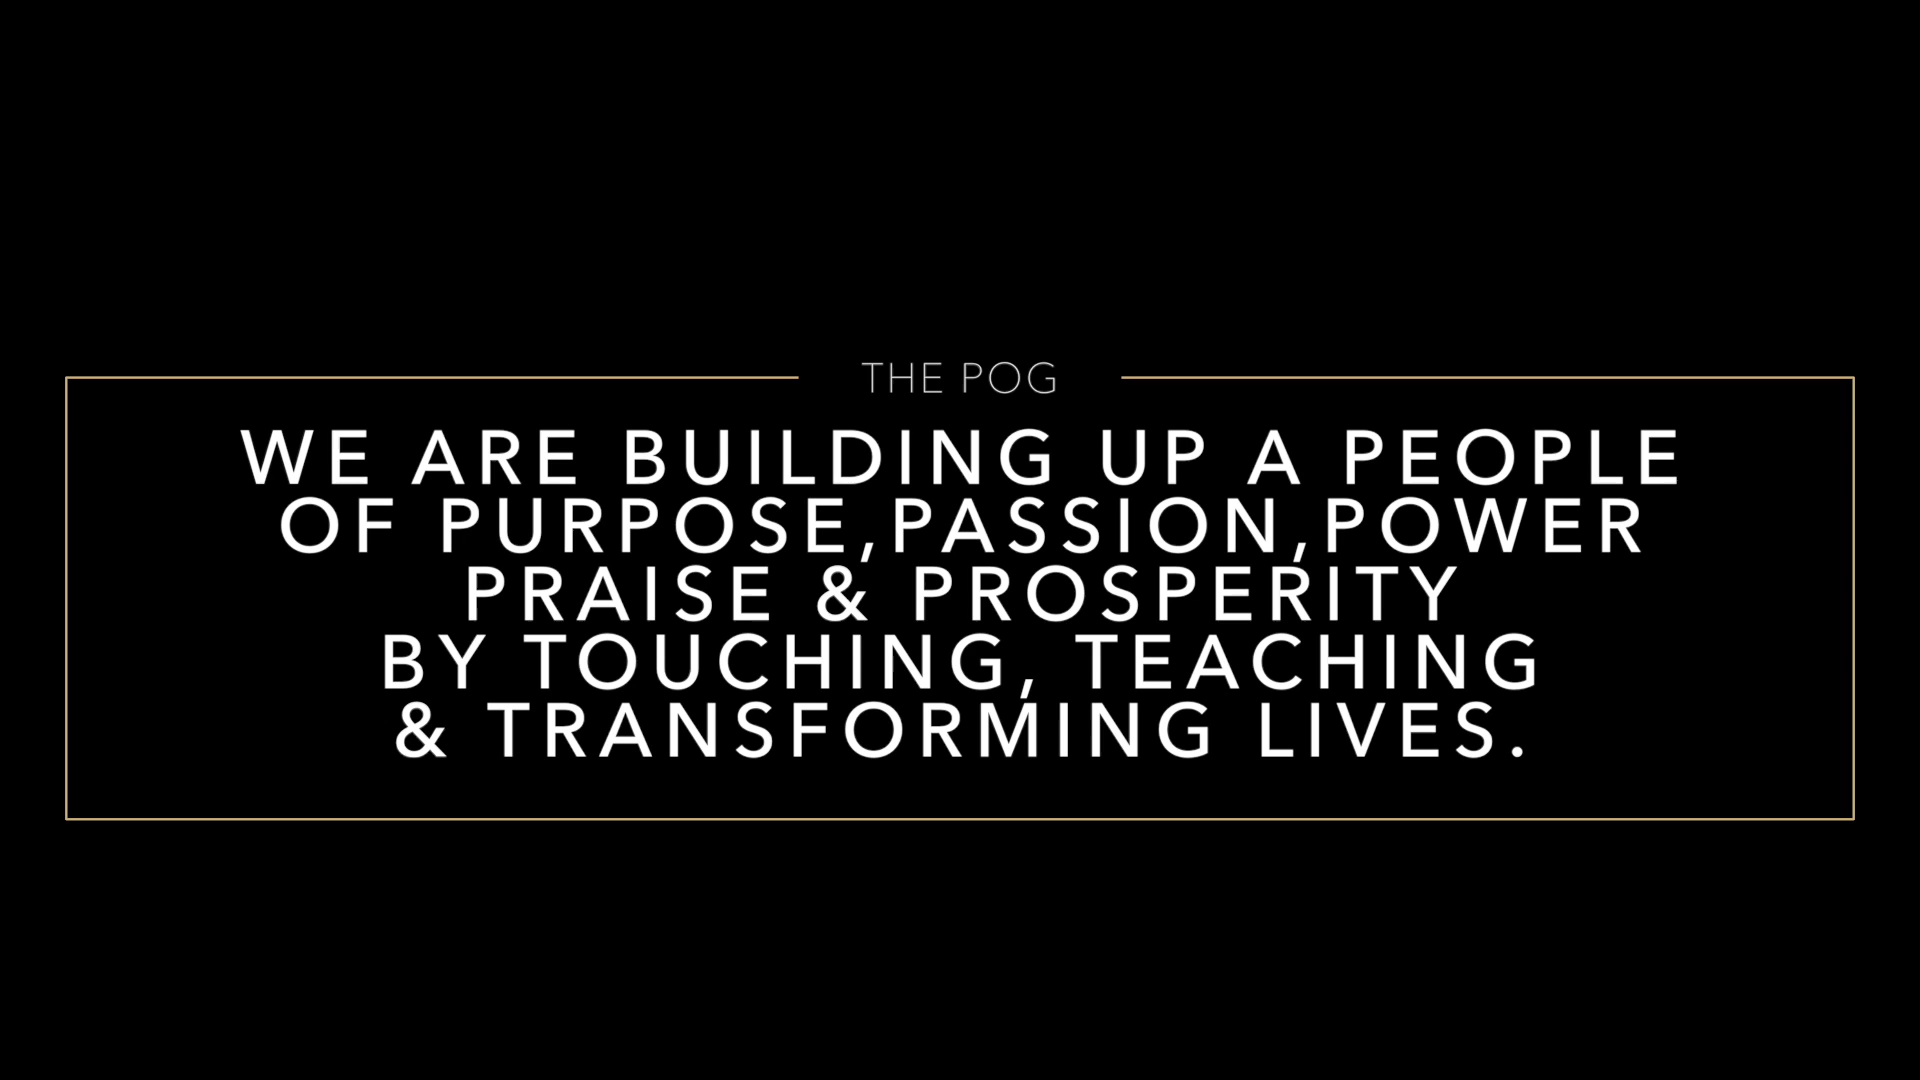 THE POG
WE ARE BUILDING UP A PEOPLE
OF PURPOSE,PASSION,POWER
PRAISE & PROSPERITY
BY TOUCHING, TEACHING
& TRANSFORMING LIVES.